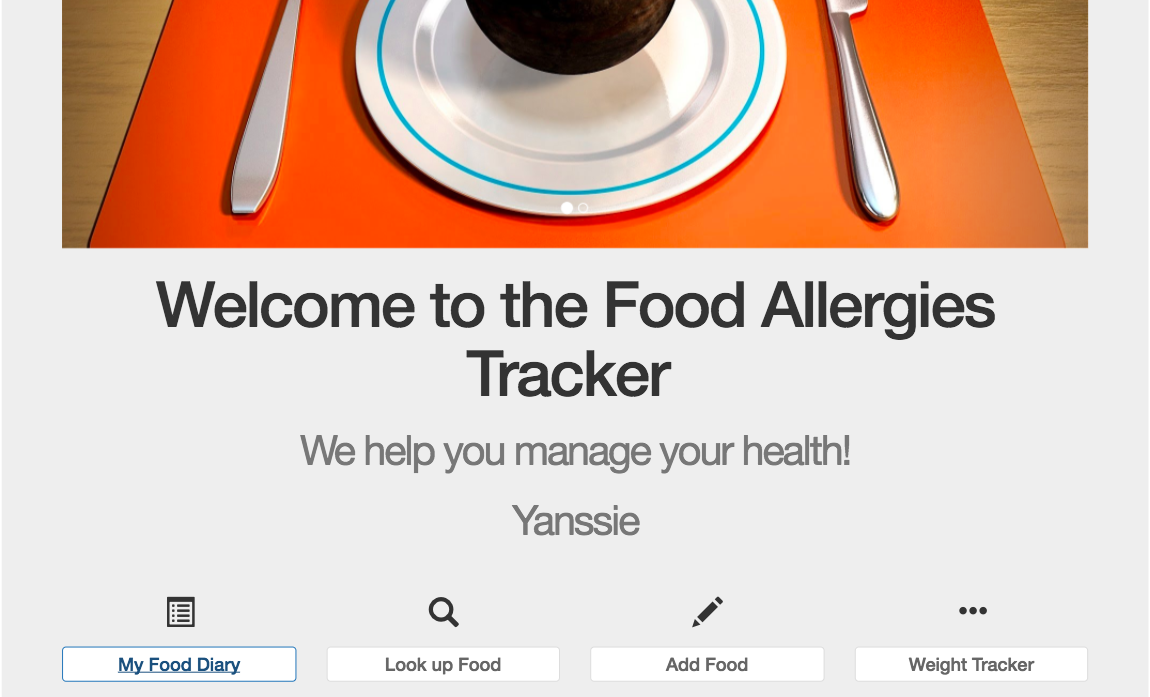 Welcome to the Food Allergies
Tracker
We help you manage your health!
Yanssie
My Food Diary
Look up Food
Add Food
Weight Tracker